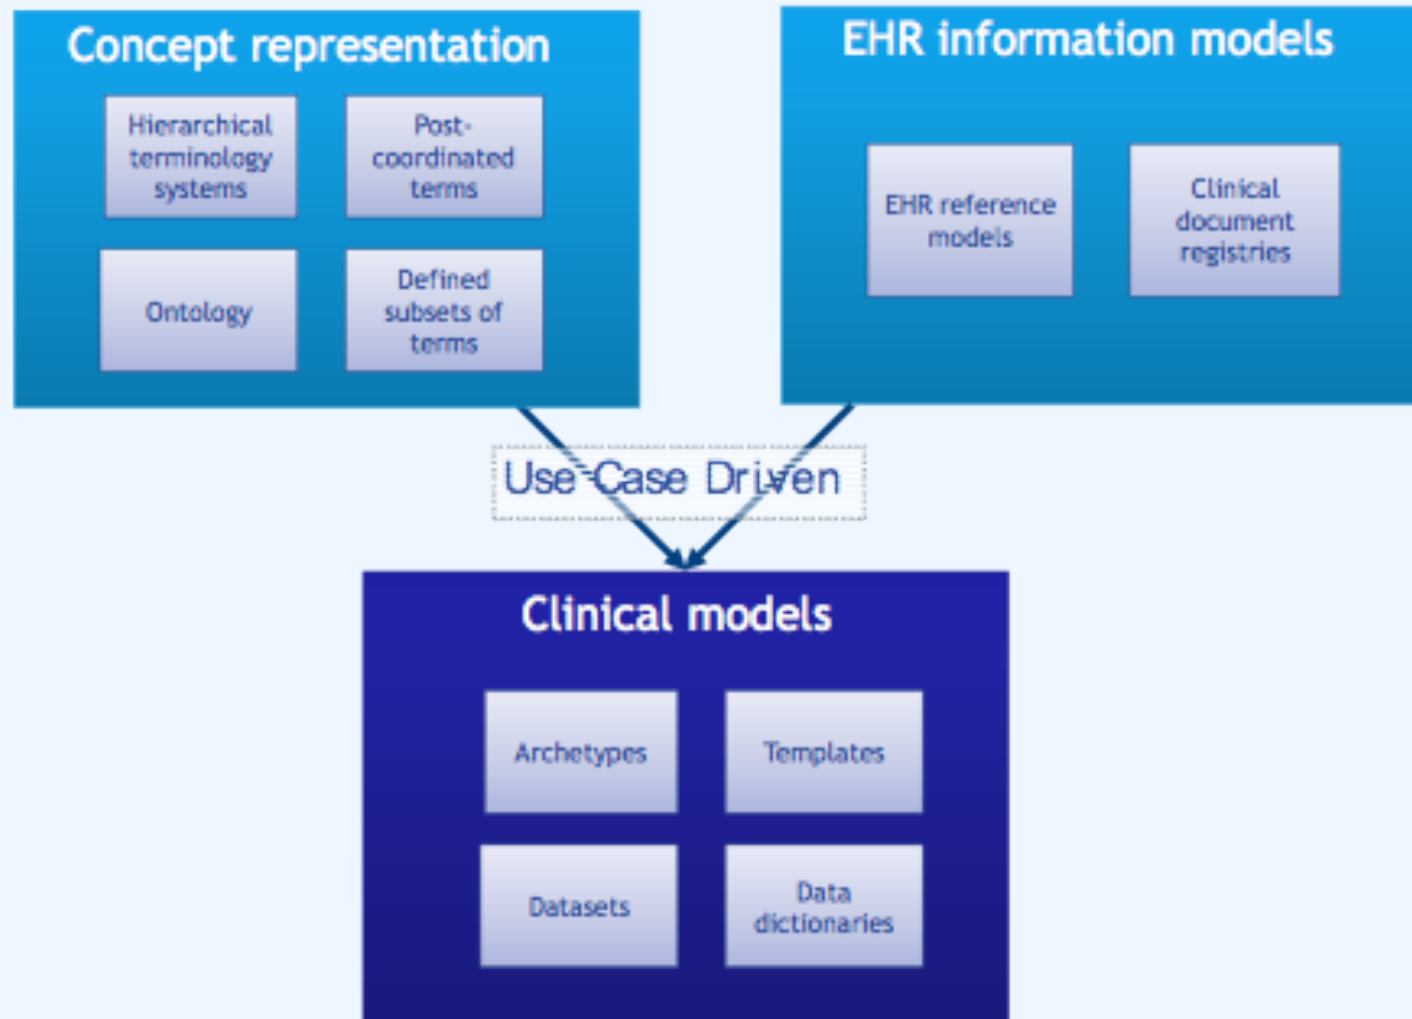 Concept representation
Hierarchical
terminology
systems
Post-
coordinated
terms
Ontology
Defined
subsets of
terms
EHR information models
EHR reference
models
Clinical
document
registries
Use Case Driven
Clinical models
Archetypes
Templates
Datasets
Data
dictionaries